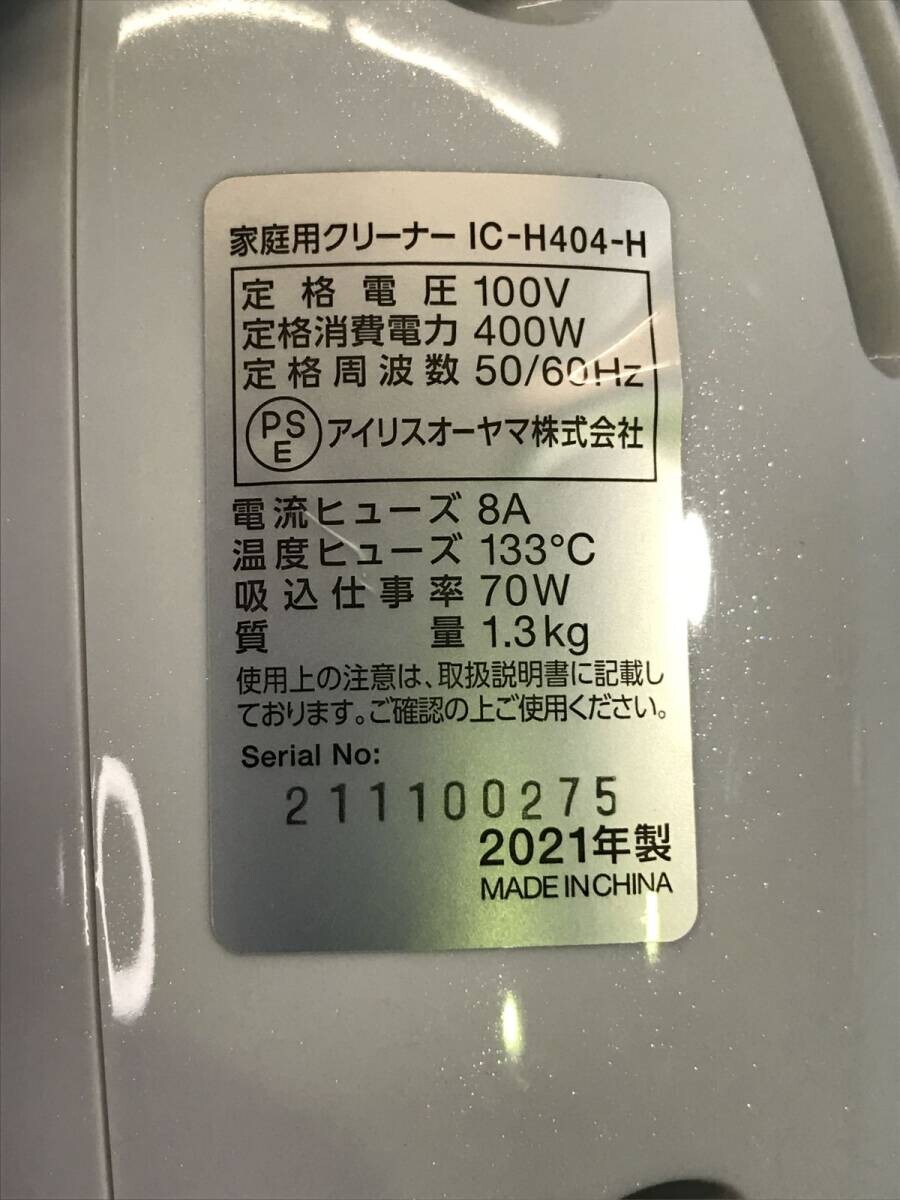 家庭用クリーナー IC-H404-H
定格電圧 100V
定格消費電力 400W
定格周波数 50/60Hz
PSE アイリスオーヤマ株式会社
電流ヒューズ 8A
温度ヒューズ 133°C
吸込仕事率 70W
質量 1.3kg
使用上の注意は、取扱説明書に記載し
ております。ご確認の上ご使用ください。
Serial No:
211100275
2021年製
MADE IN CHINA